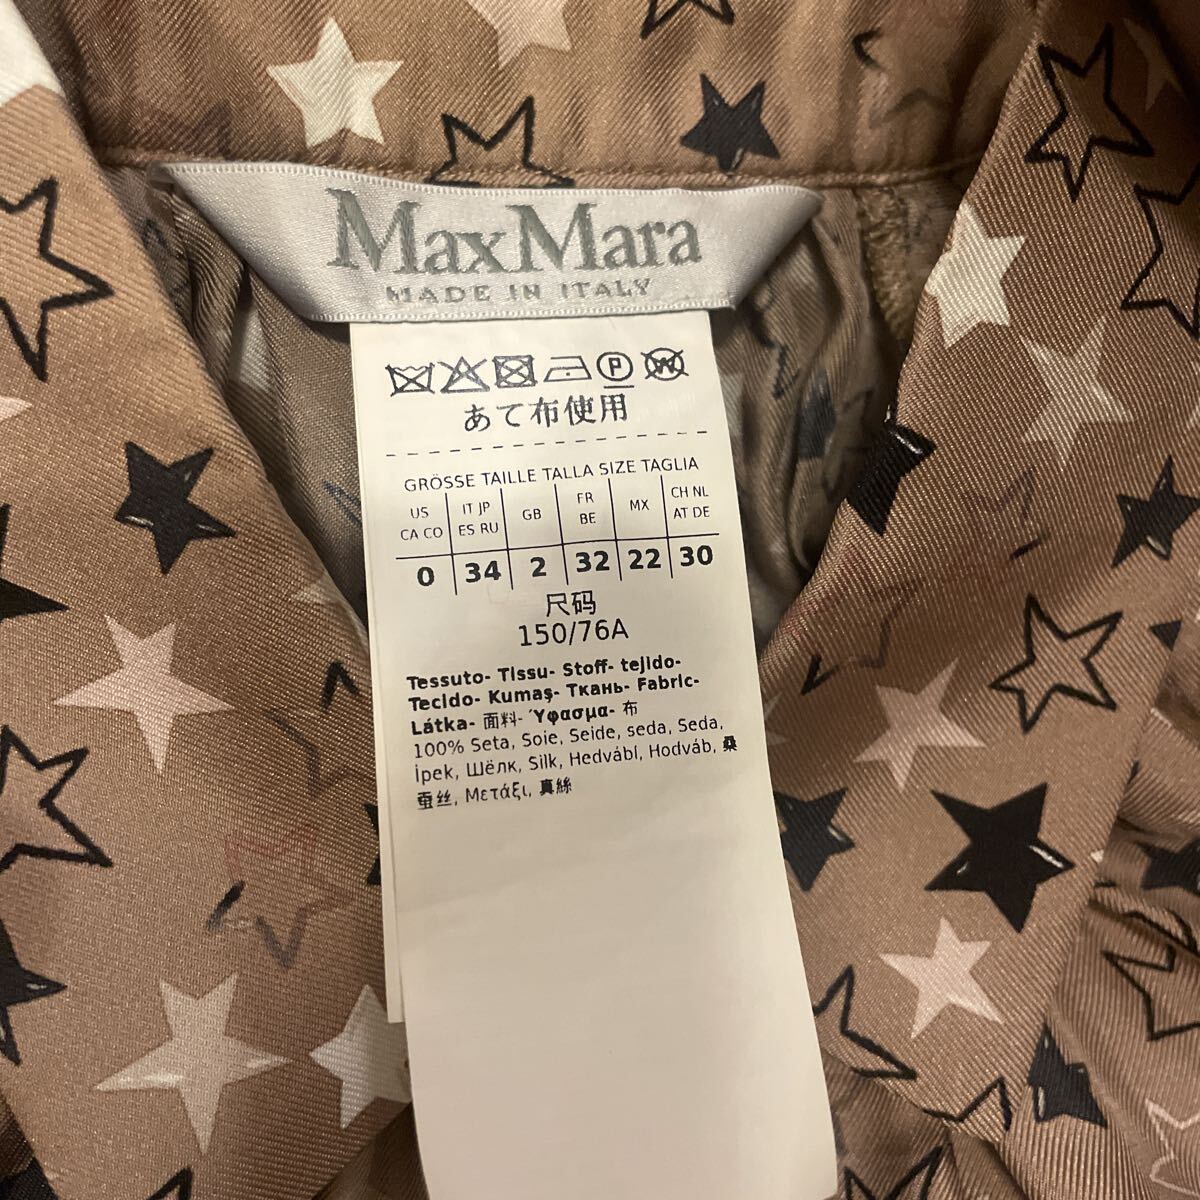 MaxMara
MADE IN ITALY
P W
あて布使用
GRÖSSE TAILLE TALLA SIZE TAGLIA
US CA CO IT JP ES RU GB FR BE MX CH NL AT DE
0 34 2 32 22 30
尺码
150/76A
Tessuto- Tissu- Stoff- tejido-
Tecido- Kumaş- Ткань- Fabric-
Látka- 面料- Ύφασμα- 布
100% Seta, Soie, Seide, seda, Seda,
İpek, Шёлк, Silk, Hedvábl, Hodváb, 桑
蚕丝, Μετάξι, 真絲